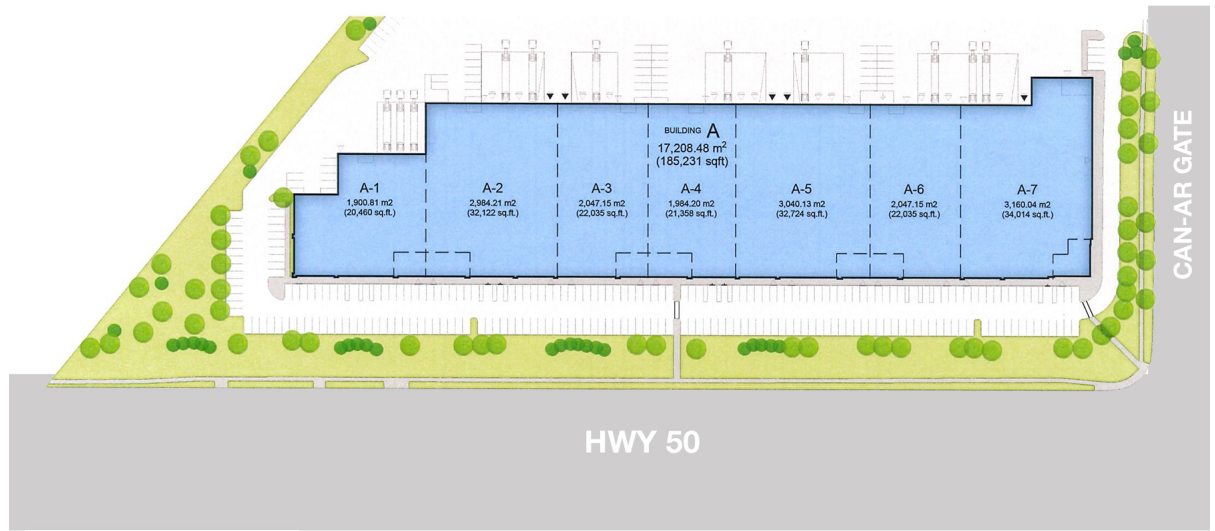 BUILDING A
17,208.48 m²
(185,231 sqft)
A-1
1,900.81 m2
(20,460 sq.ft.)
A-2
2,984.21 m2
(32,122 sq.ft.)
A-3
2,047.15 m2
(22,035 sq.ft.)
A-4
1,984.20 m2
(21,358 sq.ft.)
A-5
3,040.13 m2
(32,724 sq.ft.)
A-6
2,047.15 m2
(22,035 sq.ft.)
A-7
3,160.04 m2
(34,014 sq.ft.)
CAN-AR GATE
HWY 50